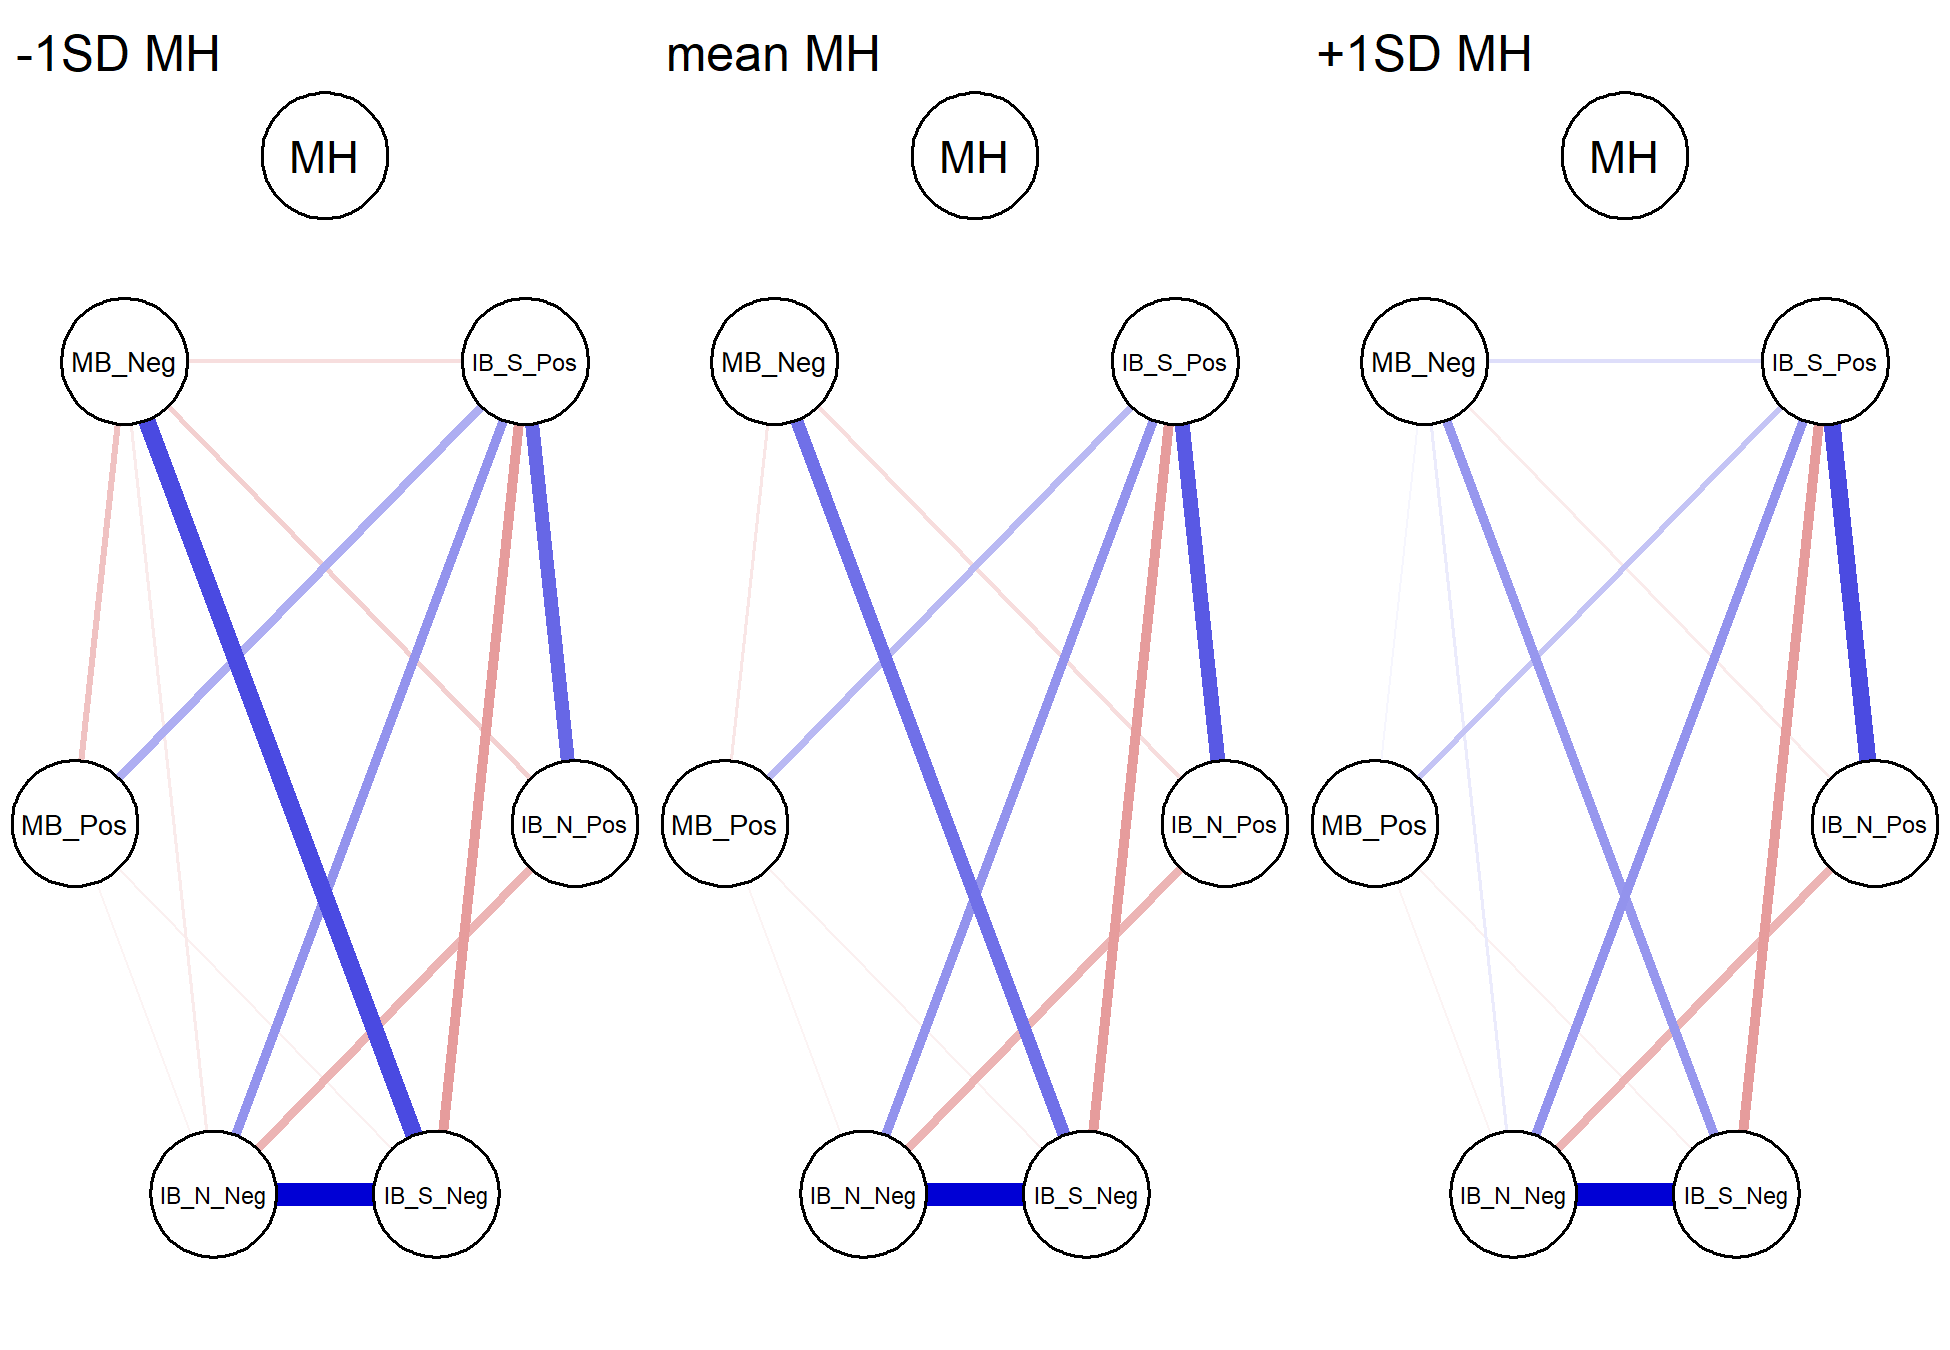 -1SD MH
MH
MB_Neg
IB_S_Pos
MB_Pos
IB_N_Pos
IB_N_Neg
IB_S_Neg
mean MH
MH
MB_Neg
IB_S_Pos
MB_Pos
IB_N_Pos
IB_N_Neg
IB_S_Neg
+1SD MH
MH
MB_Neg
IB_S_Pos
MB_Pos
IB_N_Pos
IB_N_Neg
IB_S_Neg